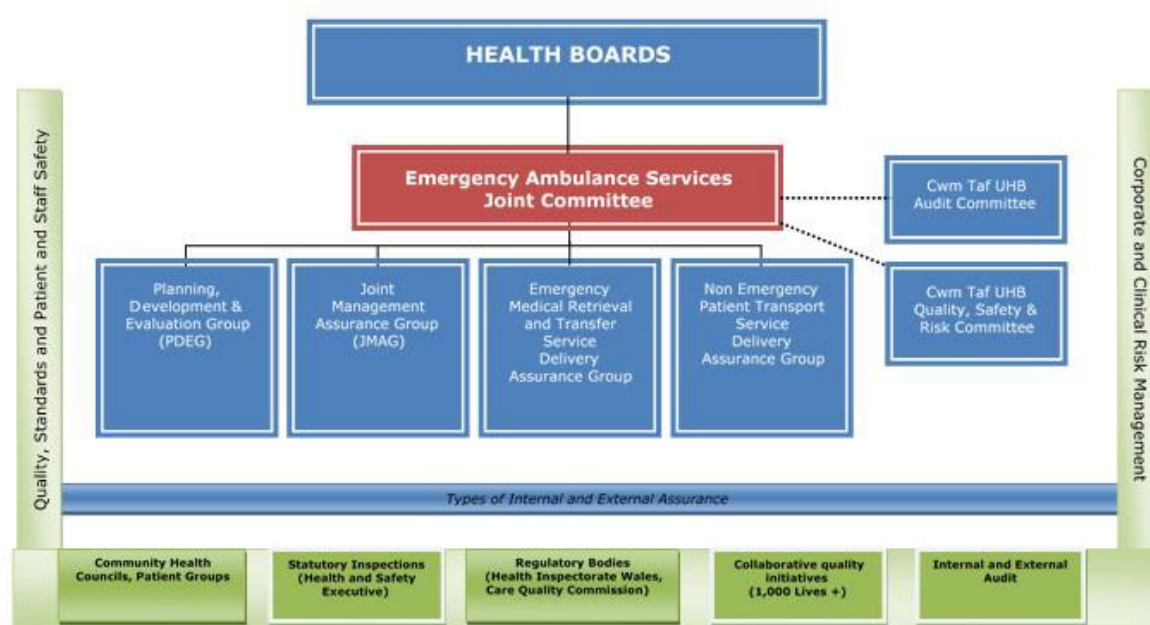 HEALTH BOARDS
Emergency Ambulance Services
Joint Committee
Cwm Taf UHB
Audit Committee
Cwm Taf UHB
Quality, Safety &
Risk Committee
Planning,
Development &
Evaluation Group
(PDEG)
Joint
Management
Assurance Group
(JMAG)
Emergency
Medical Retrieval
and Transfer
Service
Delivery
Assurance Group
Non Emergency
Patient Transport
Service
Delivery
Assurance Group
Quality, Standards and Patient and Staff Safety
Corporate and Clinical Risk Management
Types of Internal and External Assurance
Community Health
Councils, Patient Groups
Statutory Inspections
(Health and Safety
Executive)
Regulatory Bodies
(Health Inspectorate Wales,
Care Quality Commission)
Collaborative quality
initiatives
(1,000 Lives +)
Internal and External
Audit